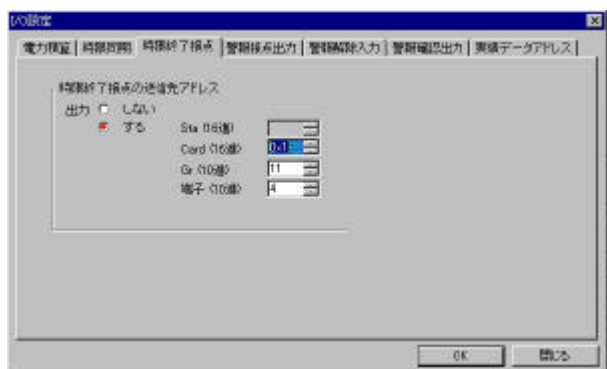 I/O設定
電力積算 時限同期 時限終了接点 警報接点出力 警報解除入力 警報確認出力 実績データアドレス
時限終了接点の送信先アドレス
出力 しない
する Sta (16進)
Card (16進) 0x1
Gr (10進) 11
端子 (10進) 4
OK 閉じる